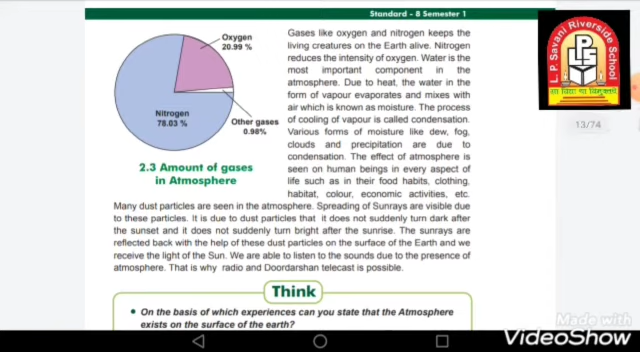 Standard - 8 Semester 1
Oxygen
20.99 %
Nitrogen
78.03 %
Other gases
0.98%
2.3 Amount of gases
in Atmosphere
Gases like oxygen and nitrogen keeps the
living creatures on the Earth alive. Nitrogen
reduces the intensity of oxygen. Water is the
most important component in the
atmosphere. Due to heat, the water in the
form of vapour evaporates and mixes with
air which is known as moisture. The process
of cooling of vapour is called condensation.
Various forms of moisture like dew, fog,
clouds and precipitation are due to
condensation. The effect of atmosphere is
seen on human beings in every aspect of
life such as in their food habits, clothing,
habitat, colour, economic activities, etc.
Many dust particles are seen in the atmosphere. Spreading of Sunrays are visible due
to these particles. It is due to dust particles that it does not suddenly turn dark after
the sunset and it does not suddenly turn bright after the sunrise. The sunrays are
reflected back with the help of these dust particles on the surface of the Earth and we
receive the light of the Sun. We are able to listen to the sounds due to the presence of
atmosphere. That is why radio and Doordarshan telecast is possible.
Think
• On the basis of which experiences can you state that the Atmosphere
exists on the surface of the earth?
L. P. Savani Riverside School
सा विद्या या विमुक्तये
13/74
Made with
VideoShow